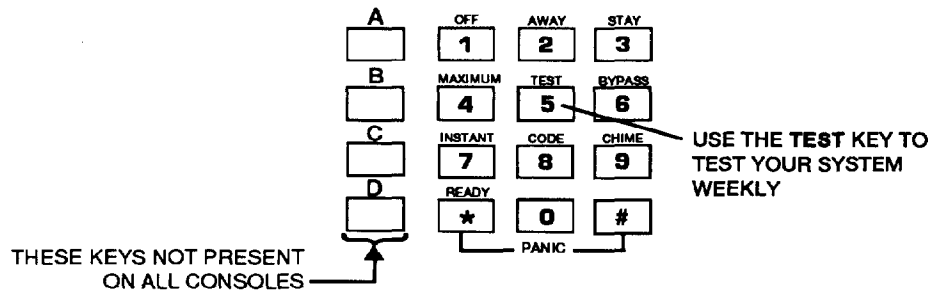 A OFF AWAY STAY
1 2 3
B MAXIMUM TEST BYPASS
4 5 6
C INSTANT CODE CHIME
7 8 9
D READY
* 0 #
PANIC
USE THE TEST KEY TO
TEST YOUR SYSTEM
WEEKLY
THESE KEYS NOT PRESENT
ON ALL CONSOLES